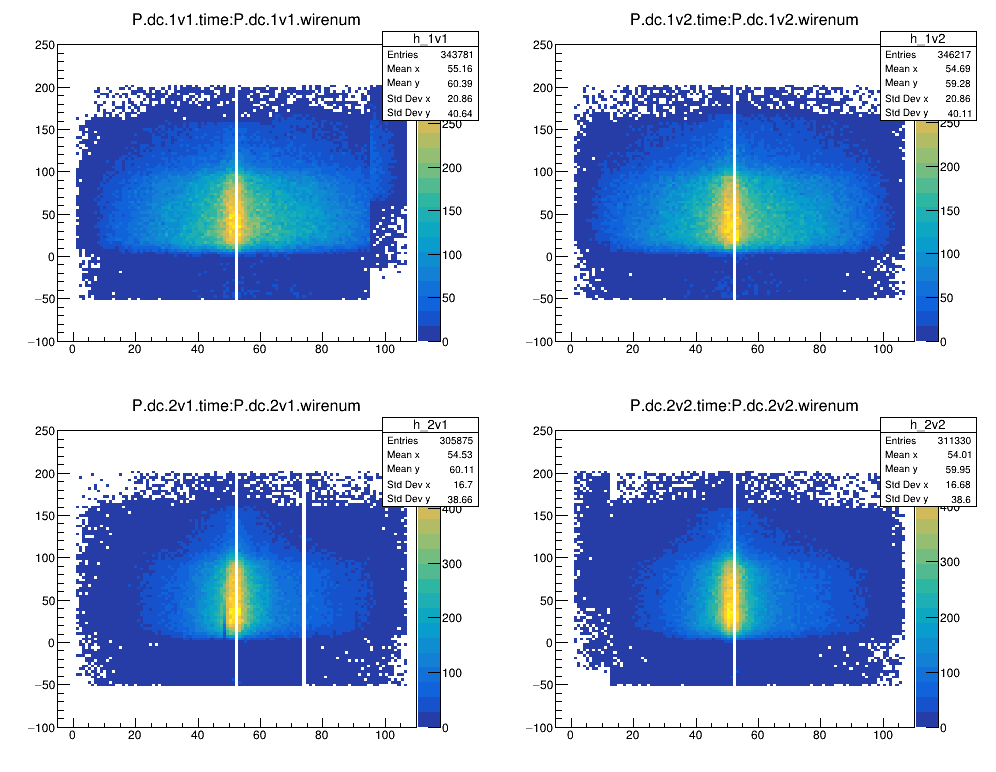 P.dc.1v1.time:P.dc.1v1.wirenum
h_1v1
Entries 343781
Mean x 55.16
Mean y 60.39
Std Dev x 20.86
Std Dev y 40.64
250
200
150
100
50
0
−50
−100
0 20 40 60 80 100
250
200
150
100
50
0
P.dc.1v2.time:P.dc.1v2.wirenum
h_1v2
Entries 346217
Mean x 54.69
Mean y 59.28
Std Dev x 20.86
Std Dev y 40.11
250
200
150
100
50
0
−50
−100
0 20 40 60 80 100
250
200
150
100
50
0
P.dc.2v1.time:P.dc.2v1.wirenum
h_2v1
Entries 305875
Mean x 54.53
Mean y 60.11
Std Dev x 16.7
Std Dev y 38.66
250
200
150
100
50
0
−50
−100
0 20 40 60 80 100
400
300
200
100
0
P.dc.2v2.time:P.dc.2v2.wirenum
h_2v2
Entries 311330
Mean x 54.01
Mean y 59.95
Std Dev x 16.68
Std Dev y 38.6
250
200
150
100
50
0
−50
−100
0 20 40 60 80 100
400
300
200
100
0